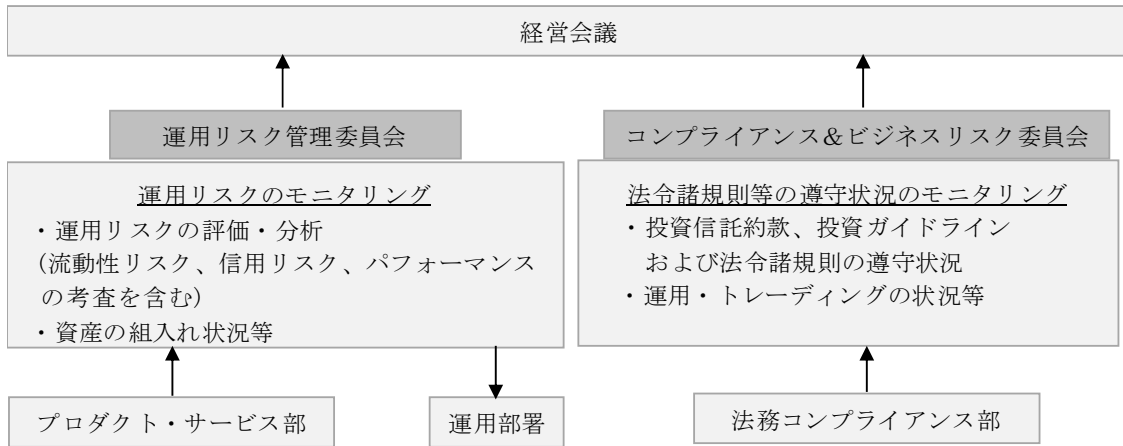 経営会議
運用リスク管理委員会
運用リスクのモニタリング
・運用リスクの評価・分析
(流動性リスク、信用リスク、パフォーマンス
の考査を含む)
・資産の組入れ状況等
コンプライアンス&ビジネスリスク委員会
法令諸規則等の遵守状況のモニタリング
・投資信託約款、投資ガイドライン
および法令諸規則の遵守状況
・運用・トレーディングの状況等
プロダクト・サービス部
運用部署
法務コンプライアンス部